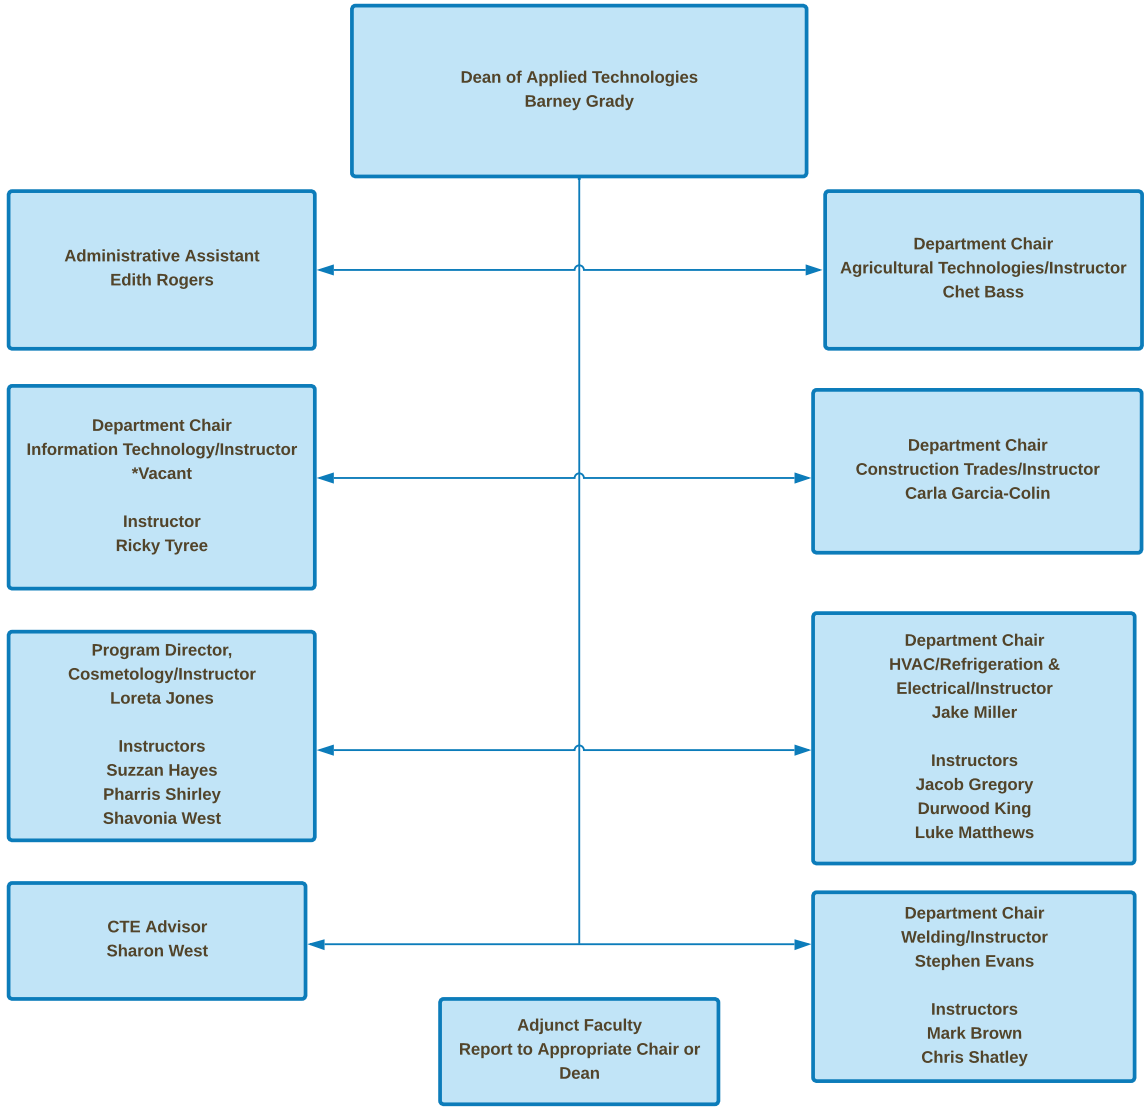 Dean of Applied Technologies
Barney Grady
Administrative Assistant
Edith Rogers
Department Chair
Agricultural Technologies/Instructor
Chet Bass
Department Chair
Information Technology/Instructor
*Vacant
Instructor
Ricky Tyree
Department Chair
Construction Trades/Instructor
Carla Garcia-Colin
Program Director,
Cosmetology/Instructor
Loreta Jones
Instructors
Suzzan Hayes
Pharris Shirley
Shavonia West
Department Chair
HVAC/Refrigeration &
Electrical/Instructor
Jake Miller
Instructors
Jacob Gregory
Durwood King
Luke Matthews
CTE Advisor
Sharon West
Department Chair
Welding/Instructor
Stephen Evans
Instructors
Mark Brown
Chris Shatley
Adjunct Faculty
Report to Appropriate Chair or
Dean